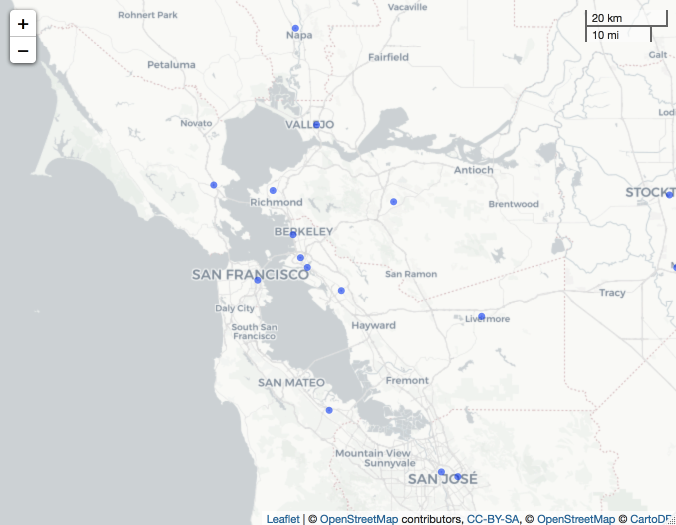 +
−
20 km
10 mi
Rohnert Park
Vacaville
Napa
Fairfield
Galt
Petaluma
Novato
VALLEJO
Lodi
Antioch
STOCKT
Richmond
Brentwood
BERKELEY
SAN FRANCISCO
San Ramon
Tracy
Daly City
Livermore
South San
Francisco
Hayward
SAN MATEO
Fremont
Mountain View
Sunnyvale
SAN JOSÉ
Leaflet | © OpenStreetMap contributors, CC-BY-SA, © OpenStreetMap © CartoDB